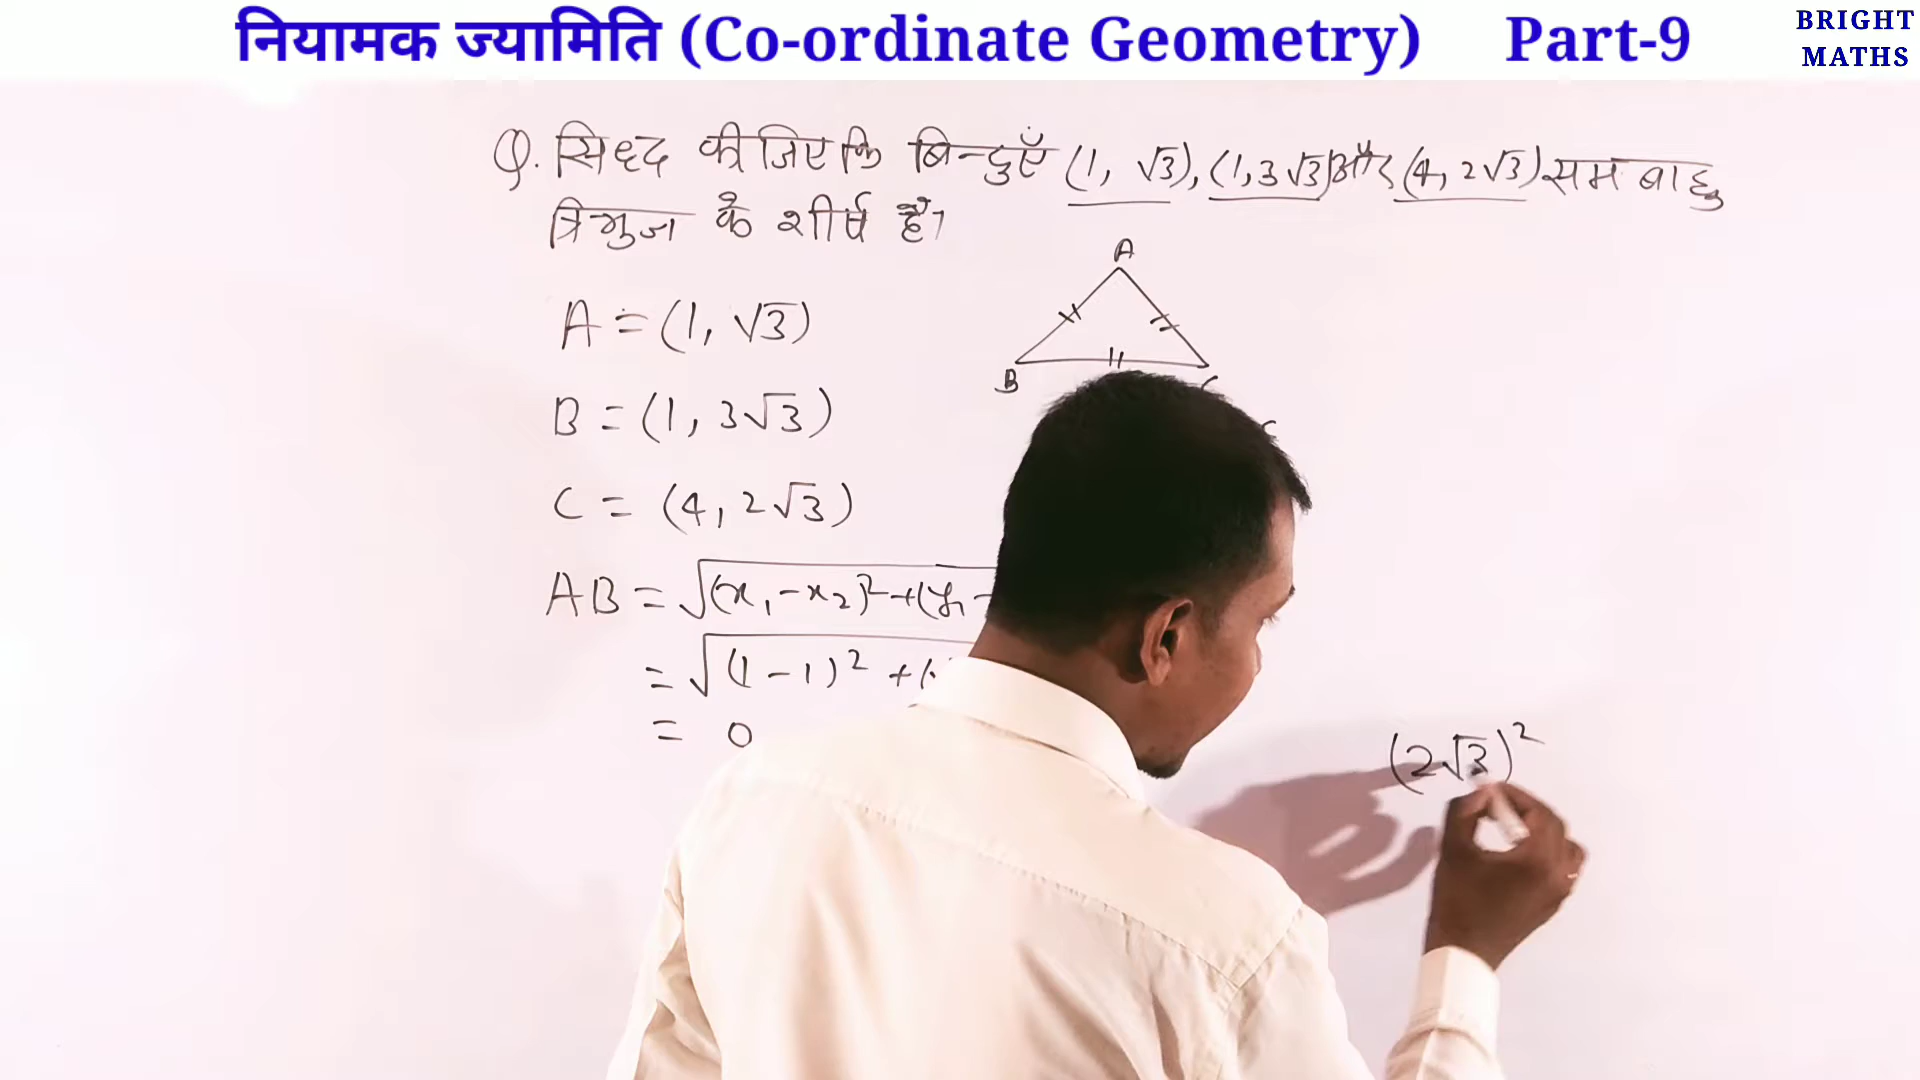 नियामक ज्यामिति (Co-ordinate Geometry) Part-9
BRIGHT
MATHS
Q. सिध्द कीजिए कि बिन्दुएँ (1, √3), (1, 3√3) और (4, 2√3) समबाहु
त्रिभुज के शीर्ष हैं।
A
B
A = (1, √3)
B = (1, 3√3)
C = (4, 2√3)
AB = √(x₁-x₂)²+(y₁-
= √(1-1)² +(
= 0
(2√3)²